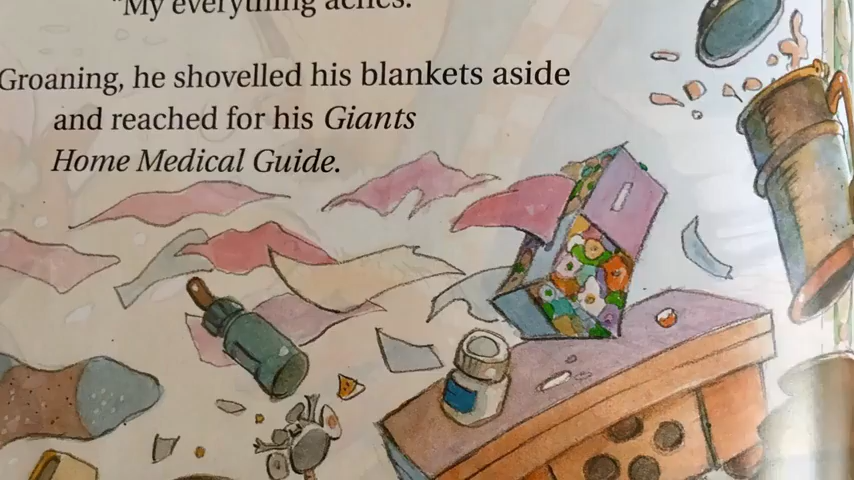 "My everything aches.
Groaning, he shovelled his blankets aside
and reached for his Giants
Home Medical Guide.